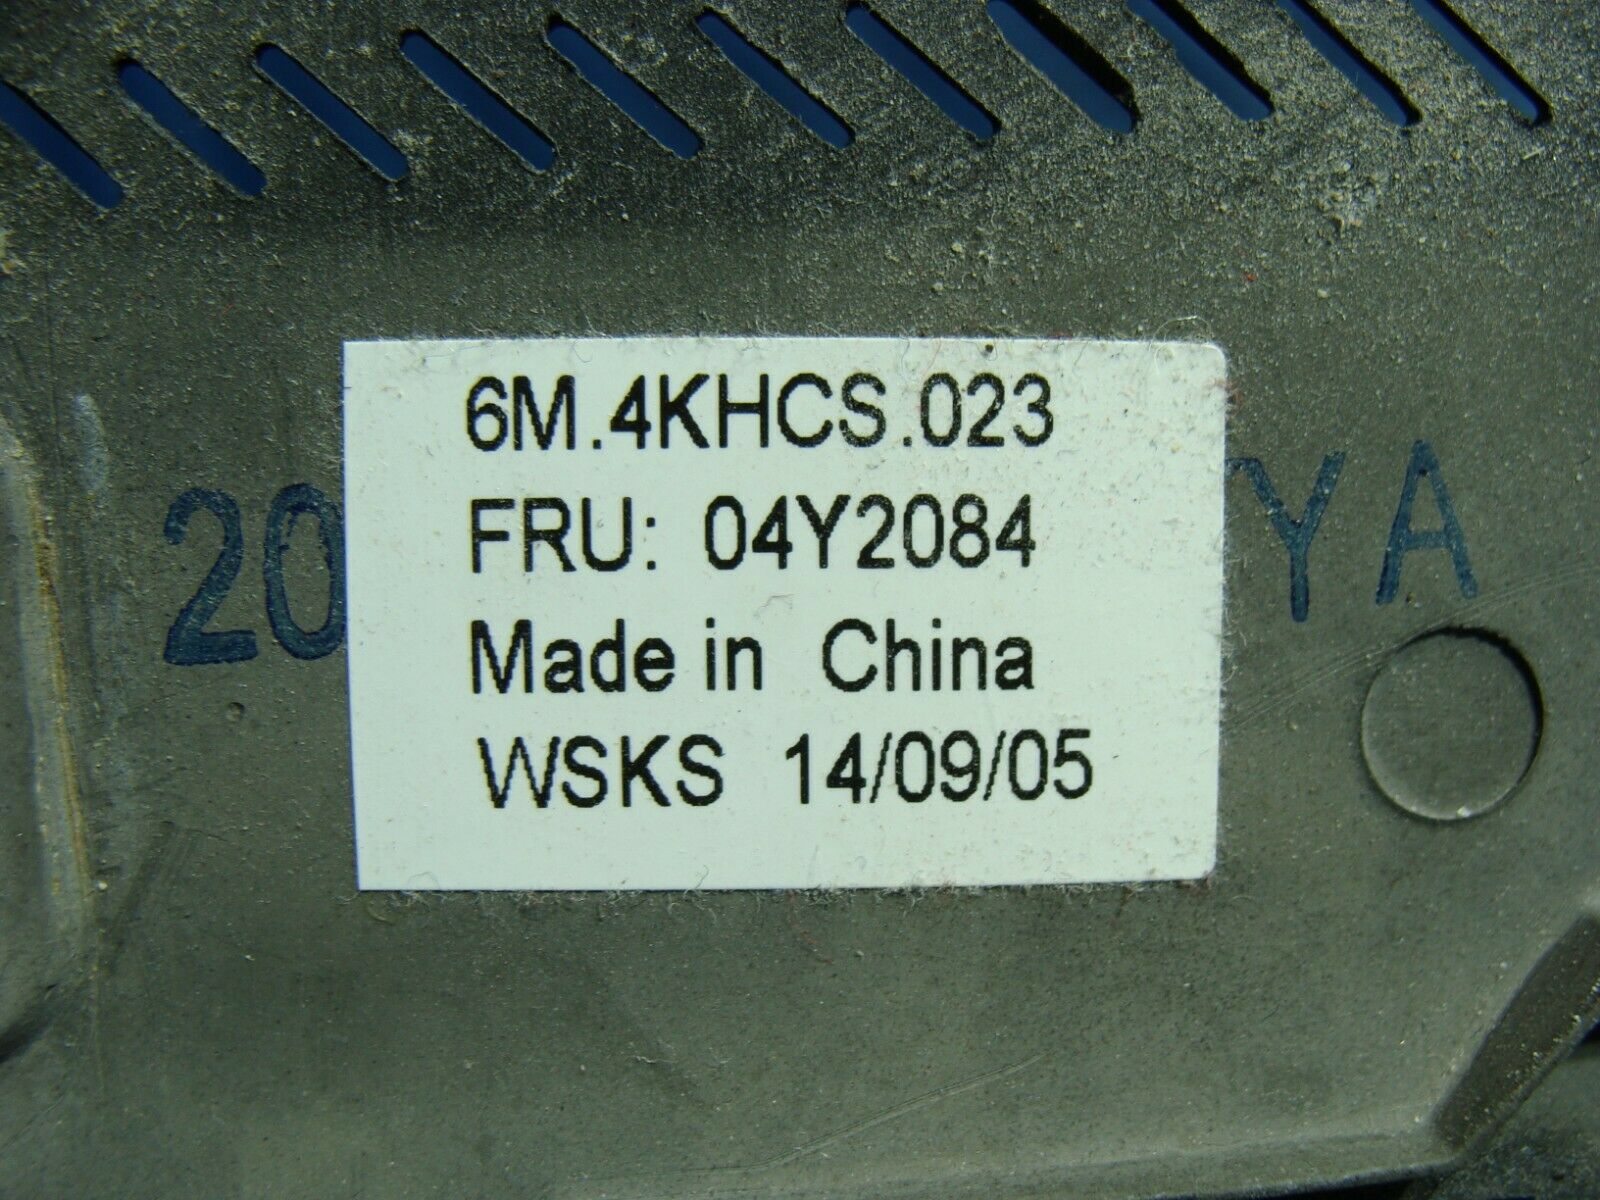 6M.4KHCS.023
FRU: 04Y2084
Made in China
WSKS 14/09/05